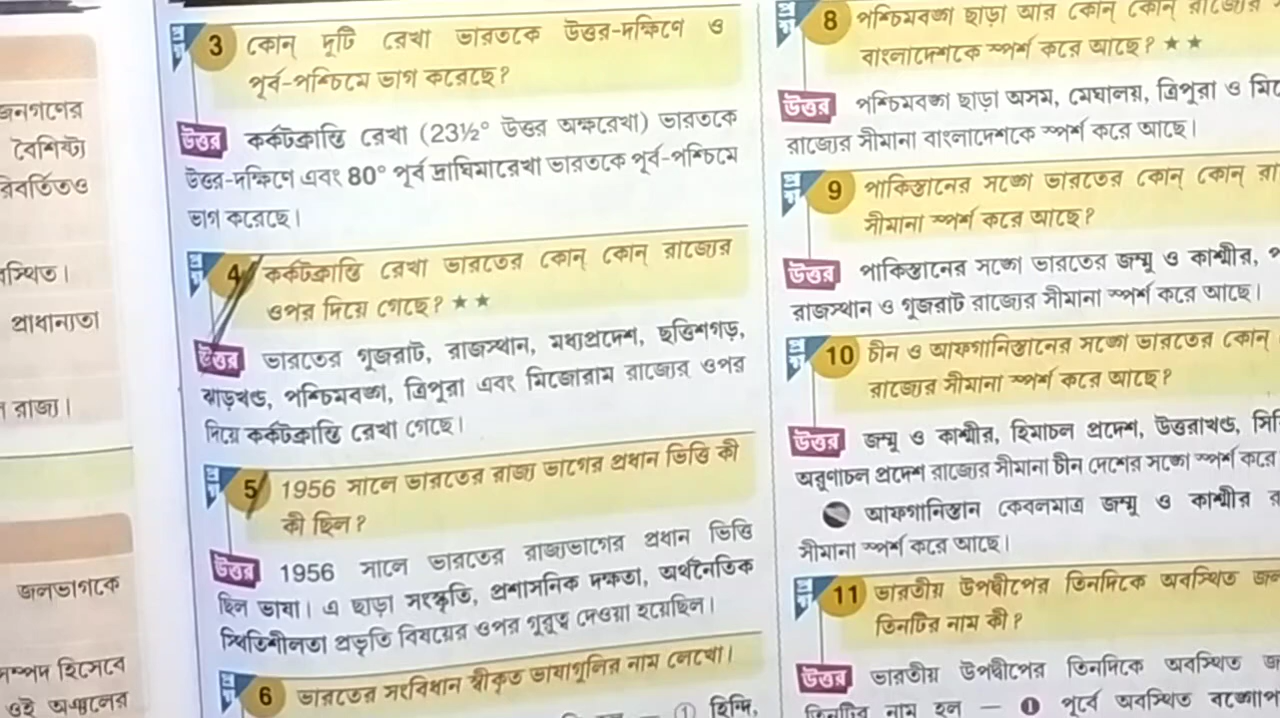 জনগণের
বৈশিষ্ট্য
স্থিত।
প্রাধান্যতা
রাজ্য।
জলভাগকে
হিসেবে
ওই অঞ্চলের
প্রশ্ন 3 কোন্ দুটি রেখা ভারতকে উত্তর-দক্ষিণে ও
পূর্ব-পশ্চিমে ভাগ করেছে?
উত্তর কর্কটক্রান্তি রেখা (23½° উত্তর অক্ষরেখা) ভারতকে
উত্তর-দক্ষিণে এবং 80° পূর্ব দ্রাঘিমারেখা ভারতকে পূর্ব-পশ্চিমে
ভাগ করেছে।
প্রশ্ন 4 কর্কটক্রান্তি রেখা ভারতের কোন্ কোন্ রাজ্যের
ওপর দিয়ে গেছে? ★ ★
উত্তর ভারতের গুজরাট, রাজস্থান, মধ্যপ্রদেশ, ছত্তিশগড়,
ঝাড়খণ্ড, পশ্চিমবঙ্গ, ত্রিপুরা এবং মিজোরাম রাজ্যের ওপর
দিয়ে কর্কটক্রান্তি রেখা গেছে।
প্রশ্ন 5 1956 সালে ভারতের রাজ্য ভাগের প্রধান ভিত্তি কী
কী ছিল?
উত্তর 1956 সালে ভারতের রাজ্যভাগের প্রধান ভিত্তি
ছিল ভাষা। এ ছাড়া সংস্কৃতি, প্রশাসনিক দক্ষতা, অর্থনৈতিক
স্থিতিশীলতা প্রভৃতি বিষয়ের ওপর গুরুত্ব দেওয়া হয়েছিল।
প্রশ্ন 6 ভারতের সংবিধান স্বীকৃত ভাষাগুলির নাম লেখো।
— ① হিন্দি,
প্রশ্ন 8 পশ্চিমবঙ্গ ছাড়া আর কোন্ কোন্ রাজ্যের
বাংলাদেশকে স্পর্শ করে আছে? ★ ★
উত্তর পশ্চিমবঙ্গ ছাড়া অসম, মেঘালয়, ত্রিপুরা ও
রাজ্যের সীমানা বাংলাদেশকে স্পর্শ করে আছে।
প্রশ্ন 9 পাকিস্তানের সঙ্গে ভারতের কোন্ কোন্
সীমানা স্পর্শ করে আছে?
উত্তর পাকিস্তানের সঙ্গে ভারতের জম্মু ও কাশ্মীর,
রাজস্থান ও গুজরাট রাজ্যের সীমানা স্পর্শ করে আছে।
প্রশ্ন 10 চীন ও আফগানিস্তানের সঙ্গে ভারতের কোন্
রাজ্যের সীমানা স্পর্শ করে আছে?
উত্তর জম্মু ও কাশ্মীর, হিমাচল প্রদেশ, উত্তরাখণ্ড,
অরুণাচল প্রদেশ রাজ্যের সীমানা চীন দেশের সঙ্গে স্পর্শ করে
আফগানিস্তান কেবলমাত্র জম্মু ও কাশ্মীর
সীমানা স্পর্শ করে আছে।
প্রশ্ন 11 ভারতীয় উপদ্বীপের তিনদিকে অবস্থিত
তিনটির নাম কী?
উত্তর ভারতীয় উপদ্বীপের তিনদিকে অবস্থিত
তিনটির নাম হল — ❶ পূর্বে অবস্থিত